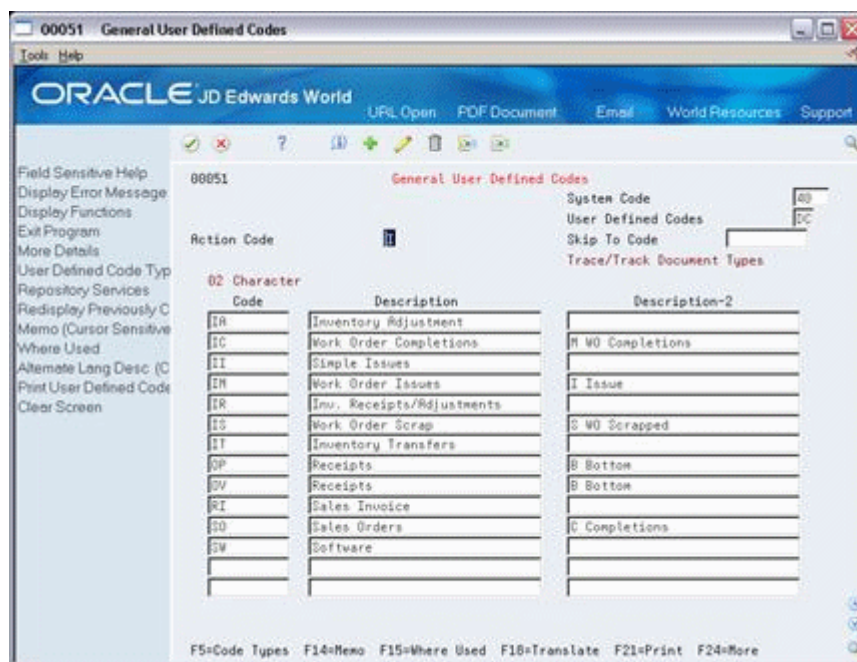 00051 General User Defined Codes
Tools Help
ORACLE JD Edwards World
URL Open PDF Document Email World Resources Support
Field Sensitive Help
Display Error Message
Display Functions
Exit Program
More Details
User Defined Code Typ
Repository Services
Redisplay Previously C
Memo (Cursor Sensitive
Where Used
Alternate Lang Desc (C
Print User Defined Code
Clear Screen
00051 General User Defined Codes
System Code 40
User Defined Codes DC
Action Code I Skip To Code
Trace/Track Document Types
02 Character
Code Description Description-2
IA Inventory Adjustment
IC Work Order Completions M WO Completions
II Simple Issues
IM Work Order Issues I Issue
IR Inv. Receipts/Adjustments
IS Work Order Scrap S WO Scrapped
IT Inventory Transfers
OP Receipts B Bottom
OV Receipts B Bottom
RI Sales Invoice
SO Sales Orders C Completions
SW Software
F5=Code Types F14=Memo F15=Where Used F18=Translate F21=Print F24=More